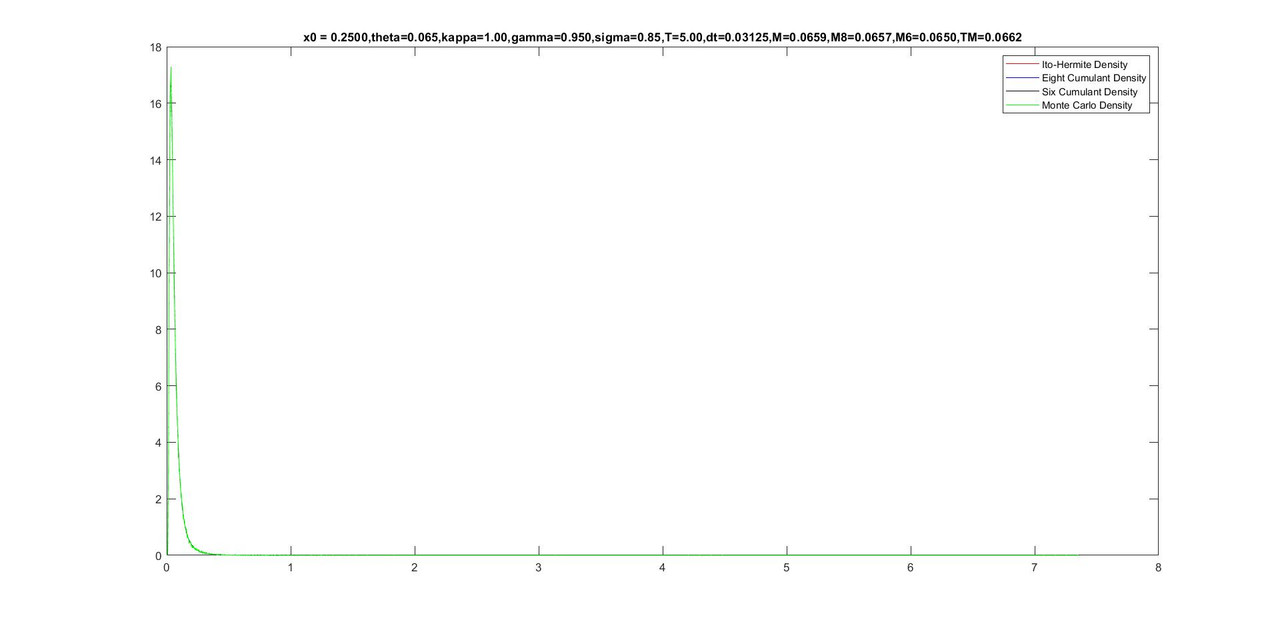 x0 = 0.2500,theta=0.065,kappa=1.00,gamma=0.950,sigma=0.85,T=5.00,dt=0.03125,M=0.0659,M8=0.0657,M6=0.0650,TM=0.0662
Ito-Hermite Density
Eight Cumulant Density
Six Cumulant Density
Monte Carlo Density
18
16
14
12
10
8
6
4
2
0
0 1 2 3 4 5 6 7 8